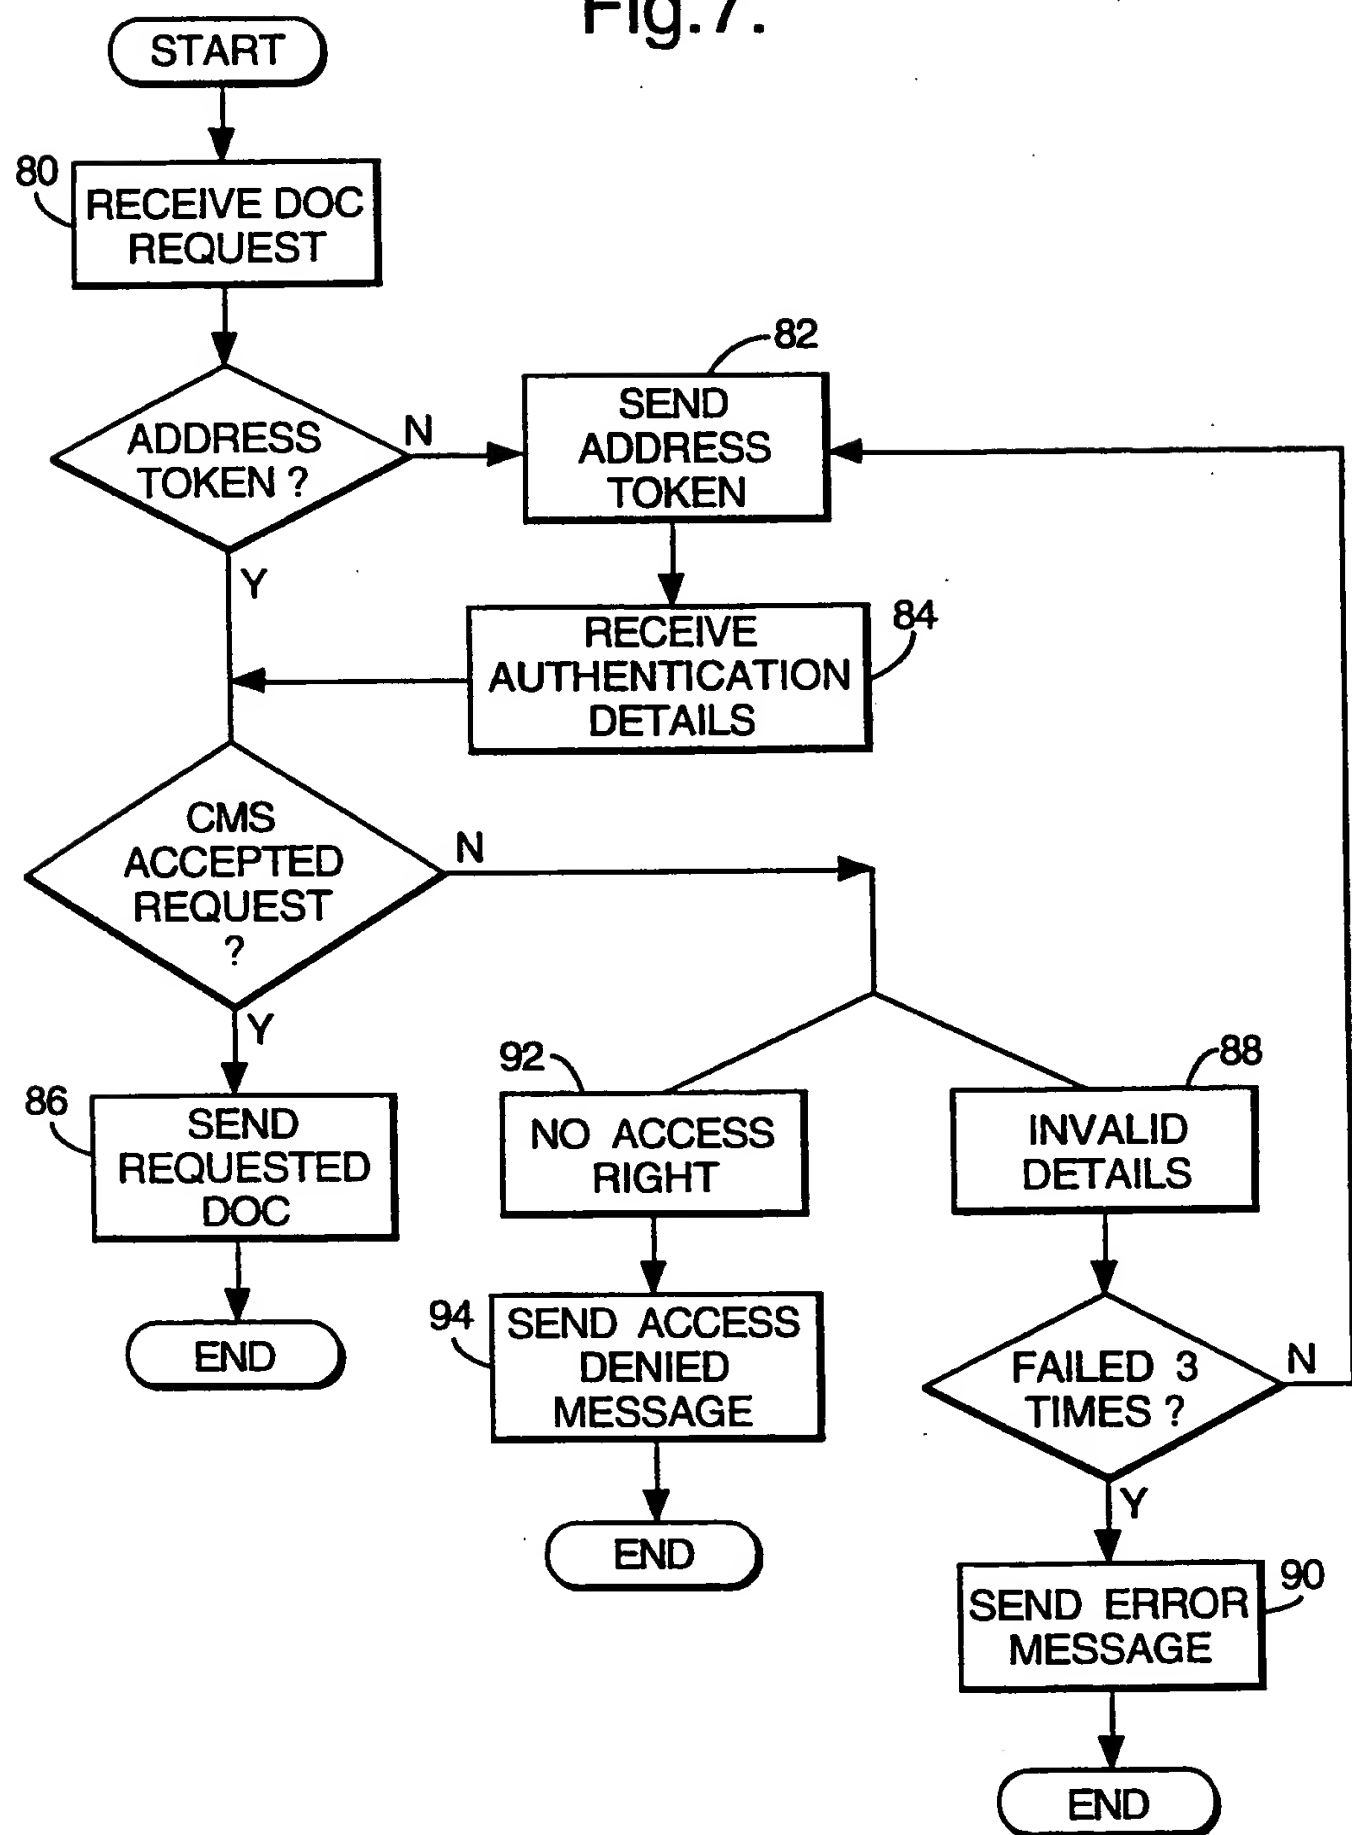 Fig.7.
START
80
RECEIVE DOC
REQUEST
82
SEND
ADDRESS
TOKEN
ADDRESS
TOKEN ?
N
Y
84
RECEIVE
AUTHENTICATION
DETAILS
CMS
ACCEPTED
REQUEST
?
N
Y
86
SEND
REQUESTED
DOC
END
92
NO ACCESS
RIGHT
94
SEND ACCESS
DENIED
MESSAGE
END
88
INVALID
DETAILS
FAILED 3
TIMES ?
N
Y
90
SEND ERROR
MESSAGE
END